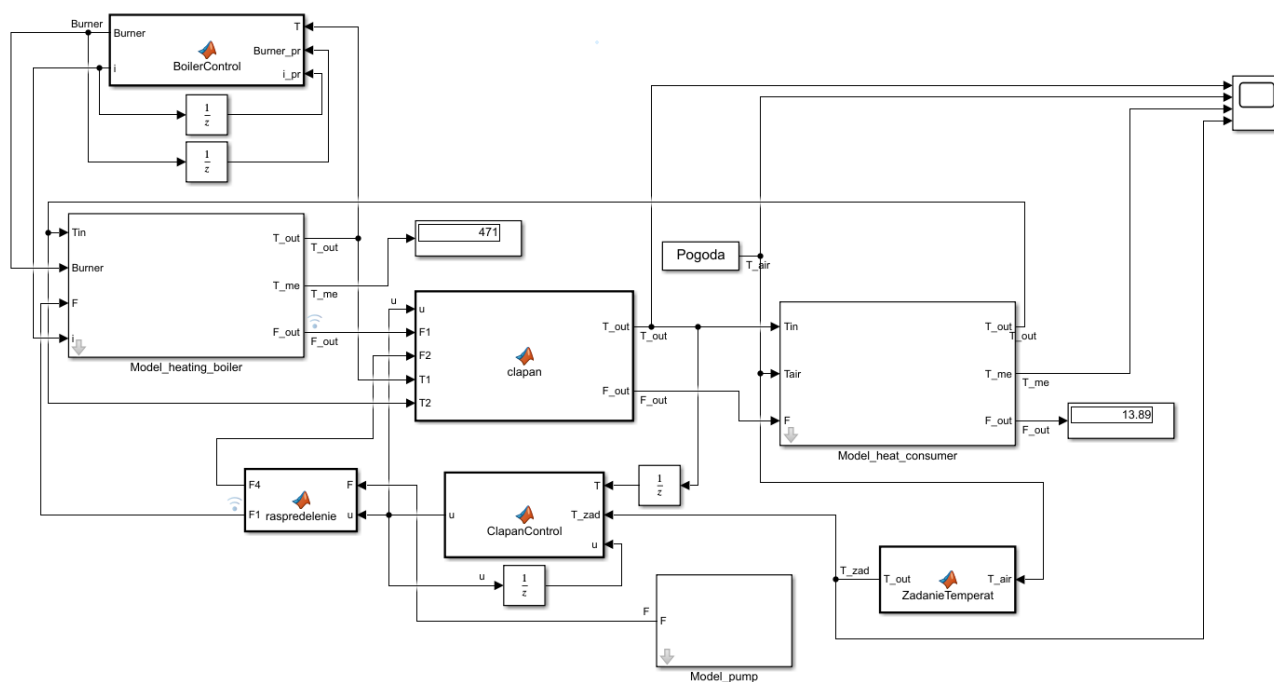 Burner
Burner
T
Burner_pr
BoilerControl
i
i_pr
1
z
1
z
Tin
T_out
T_out
471
Burner
T_me
T_me
F
F_out
F_out
i
Model_heating_boiler
Pogoda
T_air
u
u
F1
F2
T1
T2
T_out
T_out
clapan
F_out
F_out
Tin
T_out
T_out
Tair
T_me
T_me
F
F_out
F_out
13.89
Model_heat_consumer
F4
F
F1
u
raspredelenie
T
u
T_zad
ClapanControl
u
1
z
u
1
z
T_zad
T_out
T_air
ZadanieTemperat
F
F
Model_pump